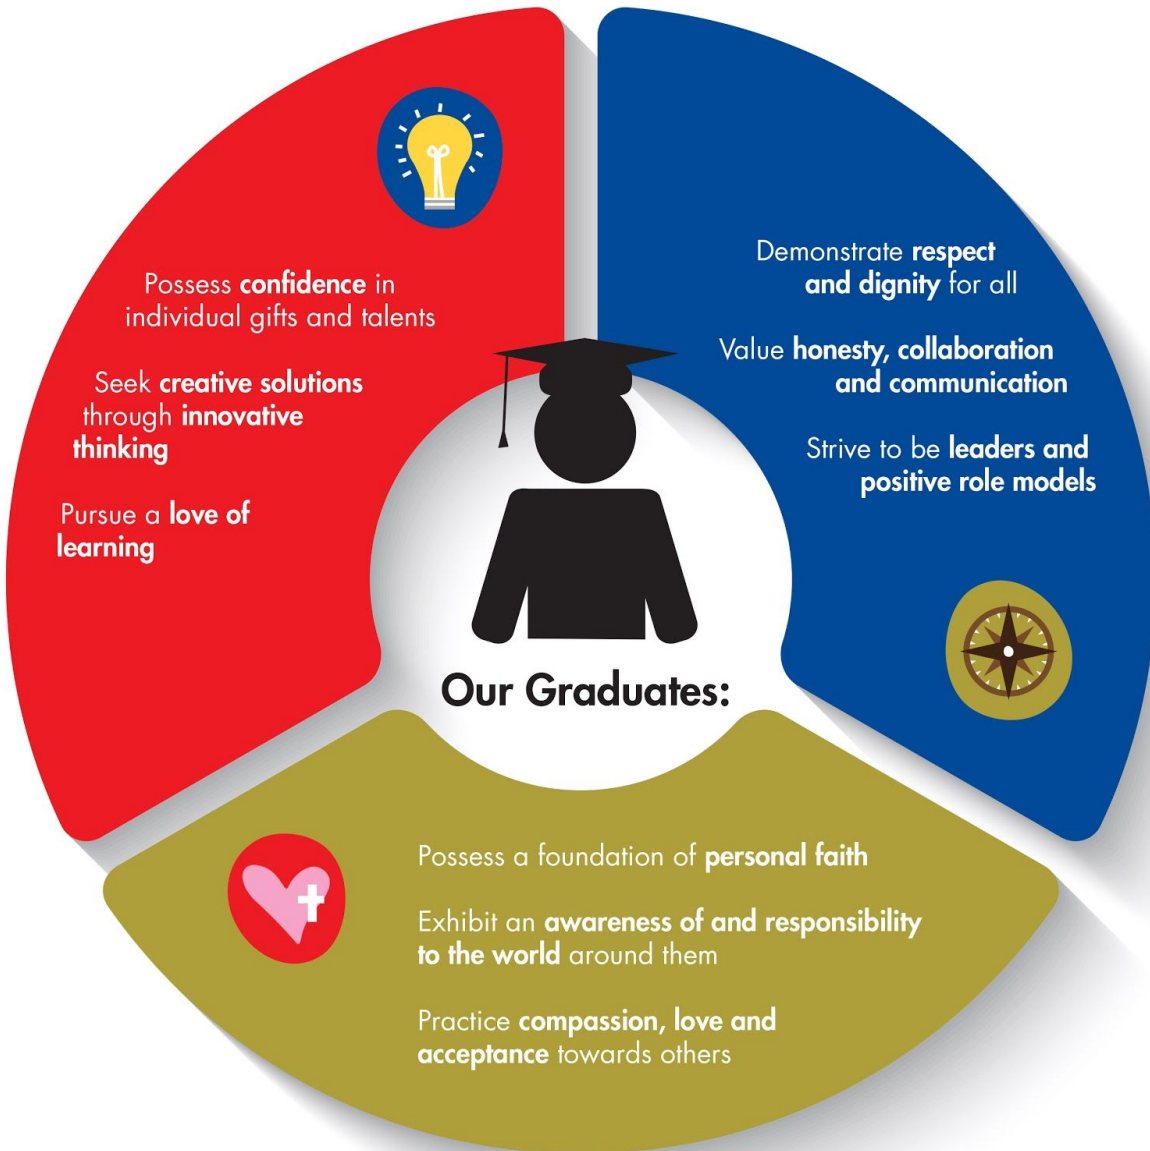 Possess confidence in
individual gifts and talents
Seek creative solutions
through innovative
thinking
Pursue a love of
learning
Demonstrate respect
and dignity for all
Value honesty, collaboration
and communication
Strive to be leaders and
positive role models
Our Graduates:
Possess a foundation of personal faith
Exhibit an awareness of and responsibility
to the world around them
Practice compassion, love and
acceptance towards others